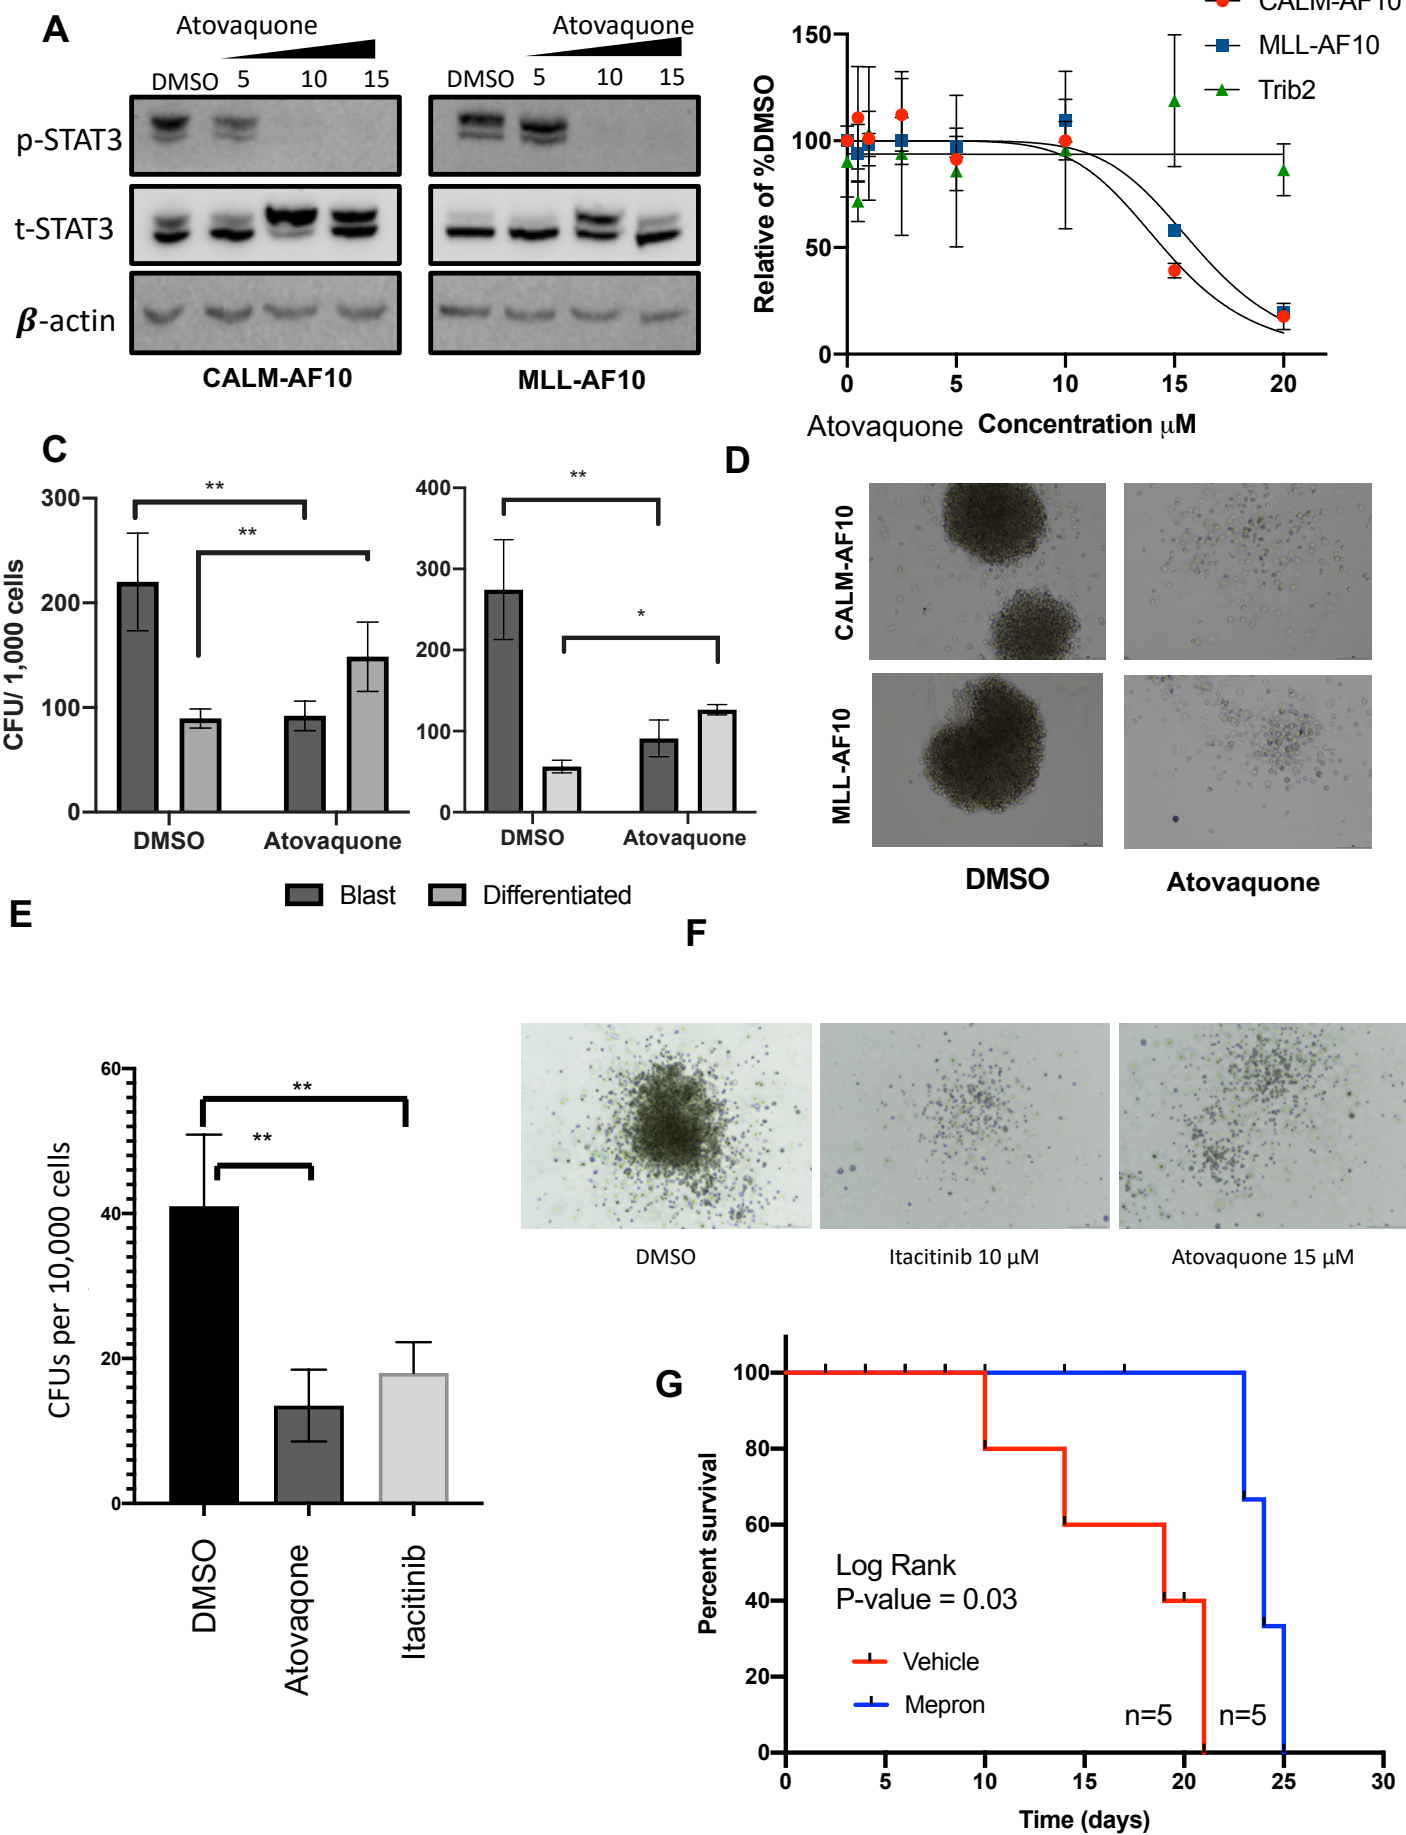 A
Atovaquone
Atovaquone
DMSO 5 10 15
DMSO 5 10 15
p-STAT3
t-STAT3
β-actin
CALM-AF10
MLL-AF10
CALM-AF10
MLL-AF10
Trib2
Relative of %DMSO
150
100
50
0
0 5 10 15 20
Atovaquone Concentration μM
C
CFU/ 1,000 cells
300
200
100
0
**
**
DMSO Atovaquone
400
300
200
100
0
**
*
DMSO Atovaquone
Blast Differentiated
D
CALM-AF10
MLL-AF10
DMSO Atovaquone
E
CFUs per 10,000 cells
60
40
20
0
**
**
DMSO
Atovaqone
Itacitinib
F
DMSO
Itacitinib 10 μM
Atovaquone 15 μM
G
Percent survival
100
80
60
40
20
0
Log Rank
P-value = 0.03
Vehicle
Mepron
n=5 n=5
0 5 10 15 20 25 30
Time (days)